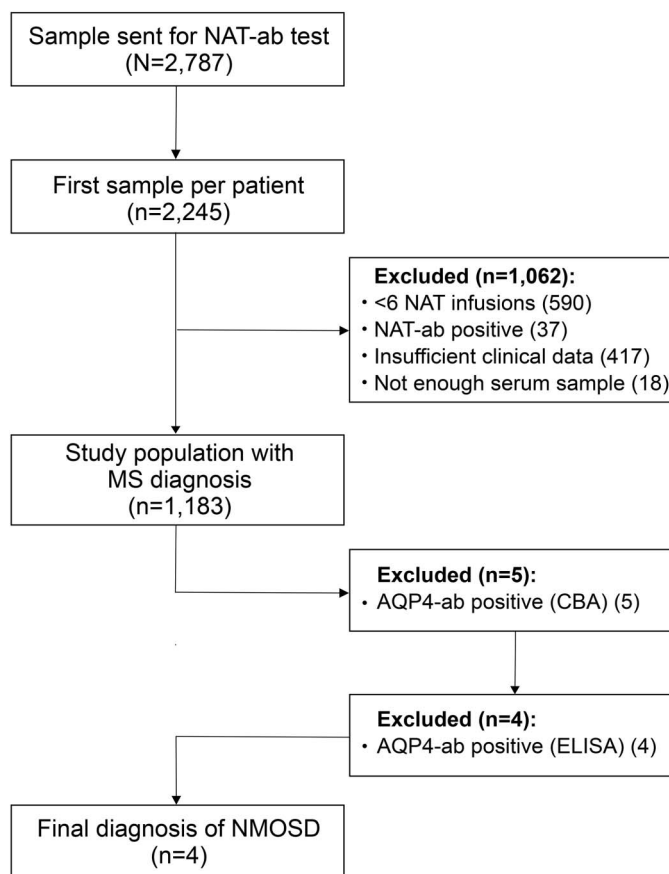 Sample sent for NAT-ab test
(N=2,787)
First sample per patient
(n=2,245)
Excluded (n=1,062):
• <6 NAT infusions (590)
• NAT-ab positive (37)
• Insufficient clinical data (417)
• Not enough serum sample (18)
Study population with
MS diagnosis
(n=1,183)
Excluded (n=5):
• AQP4-ab positive (CBA) (5)
Excluded (n=4):
• AQP4-ab positive (ELISA) (4)
Final diagnosis of NMOSD
(n=4)